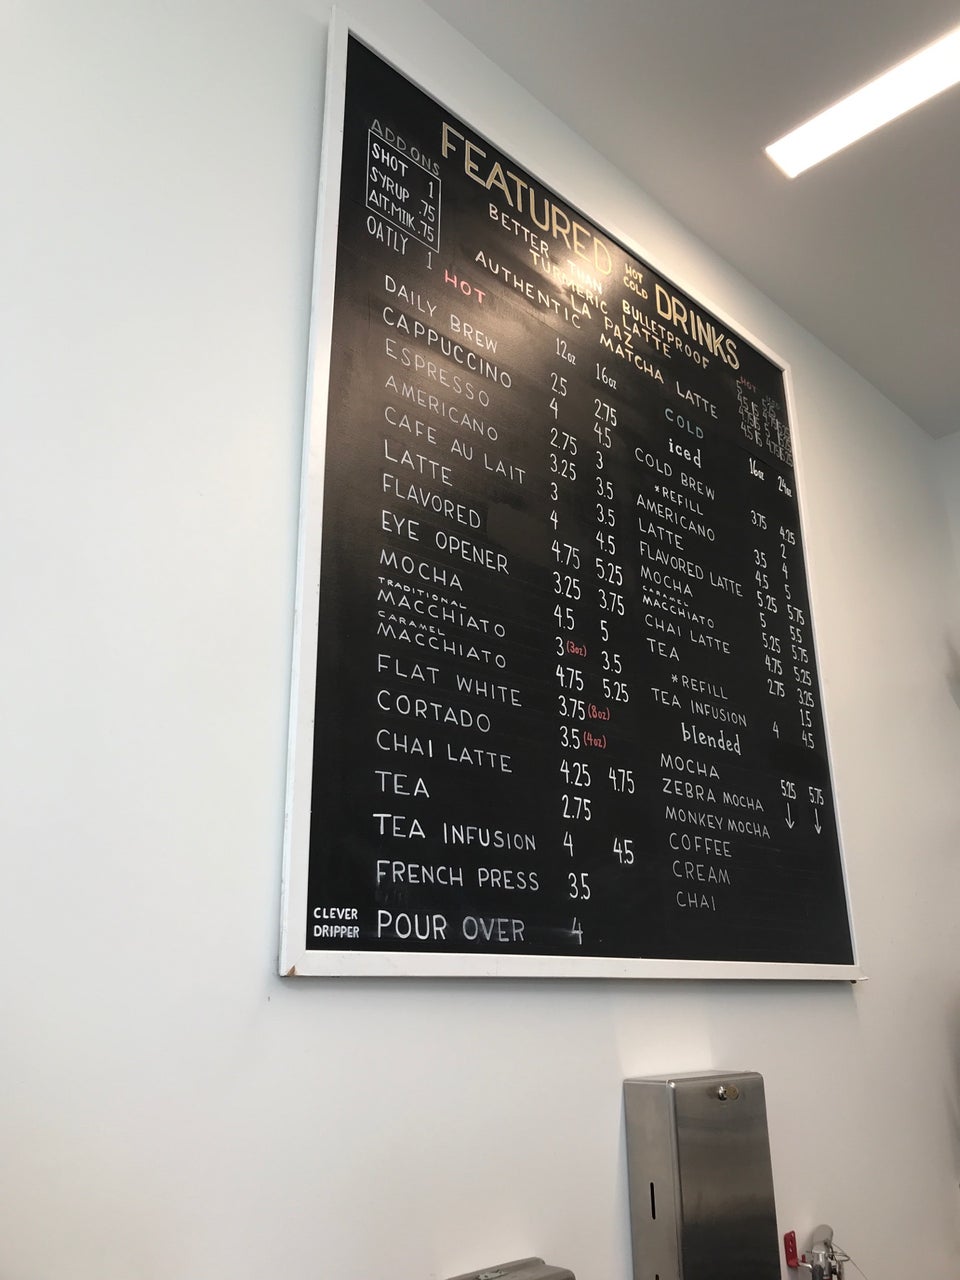 ADD ONS
SHOT 1
SYRUP .75
ALT. MILK .75
OATLY 1
FEATURED HOT COLD DRINKS
BETTER THAN BULLETPROOF
TURMERIC LATTE
LA PAZ
AUTHENTIC MATCHA LATTE
HOT
12oz 16oz
DAILY BREW 2.5 2.75
CAPPUCCINO 4 4.5
ESPRESSO 2.75 3
AMERICANO 3.25 3.5
CAFE AU LAIT 3 3.5
LATTE 4 4.5
FLAVORED 4.75 5.25
EYE OPENER 3.25 3.75
MOCHA 4.5 5
TRADITIONAL MACCHIATO 3 (3oz) 3.5
CARAMEL MACCHIATO 4.75 5.25
FLAT WHITE 3.75 (8oz)
CORTADO 3.5 (4oz)
CHAI LATTE 4.25 4.75
TEA 2.75
TEA INFUSION 4 4.5
FRENCH PRESS 3.5
CLEVER DRIPPER
POUR OVER 4
COLD
iced 16oz 24oz
COLD BREW 3.75 4.25
*REFILL 2
AMERICANO 3.5 4
LATTE 4.5 5
FLAVORED LATTE 5.25 5.75
MOCHA 5 5.5
CARAMEL MACCHIATO 5.25 5.75
CHAI LATTE 4.75 5.25
TEA 2.75 3.25
*REFILL 1.5
TEA INFUSION 4 4.5
blended
MOCHA 5.25 5.75
ZEBRA MOCHA
MONKEY MOCHA
COFFEE
CREAM
CHAI